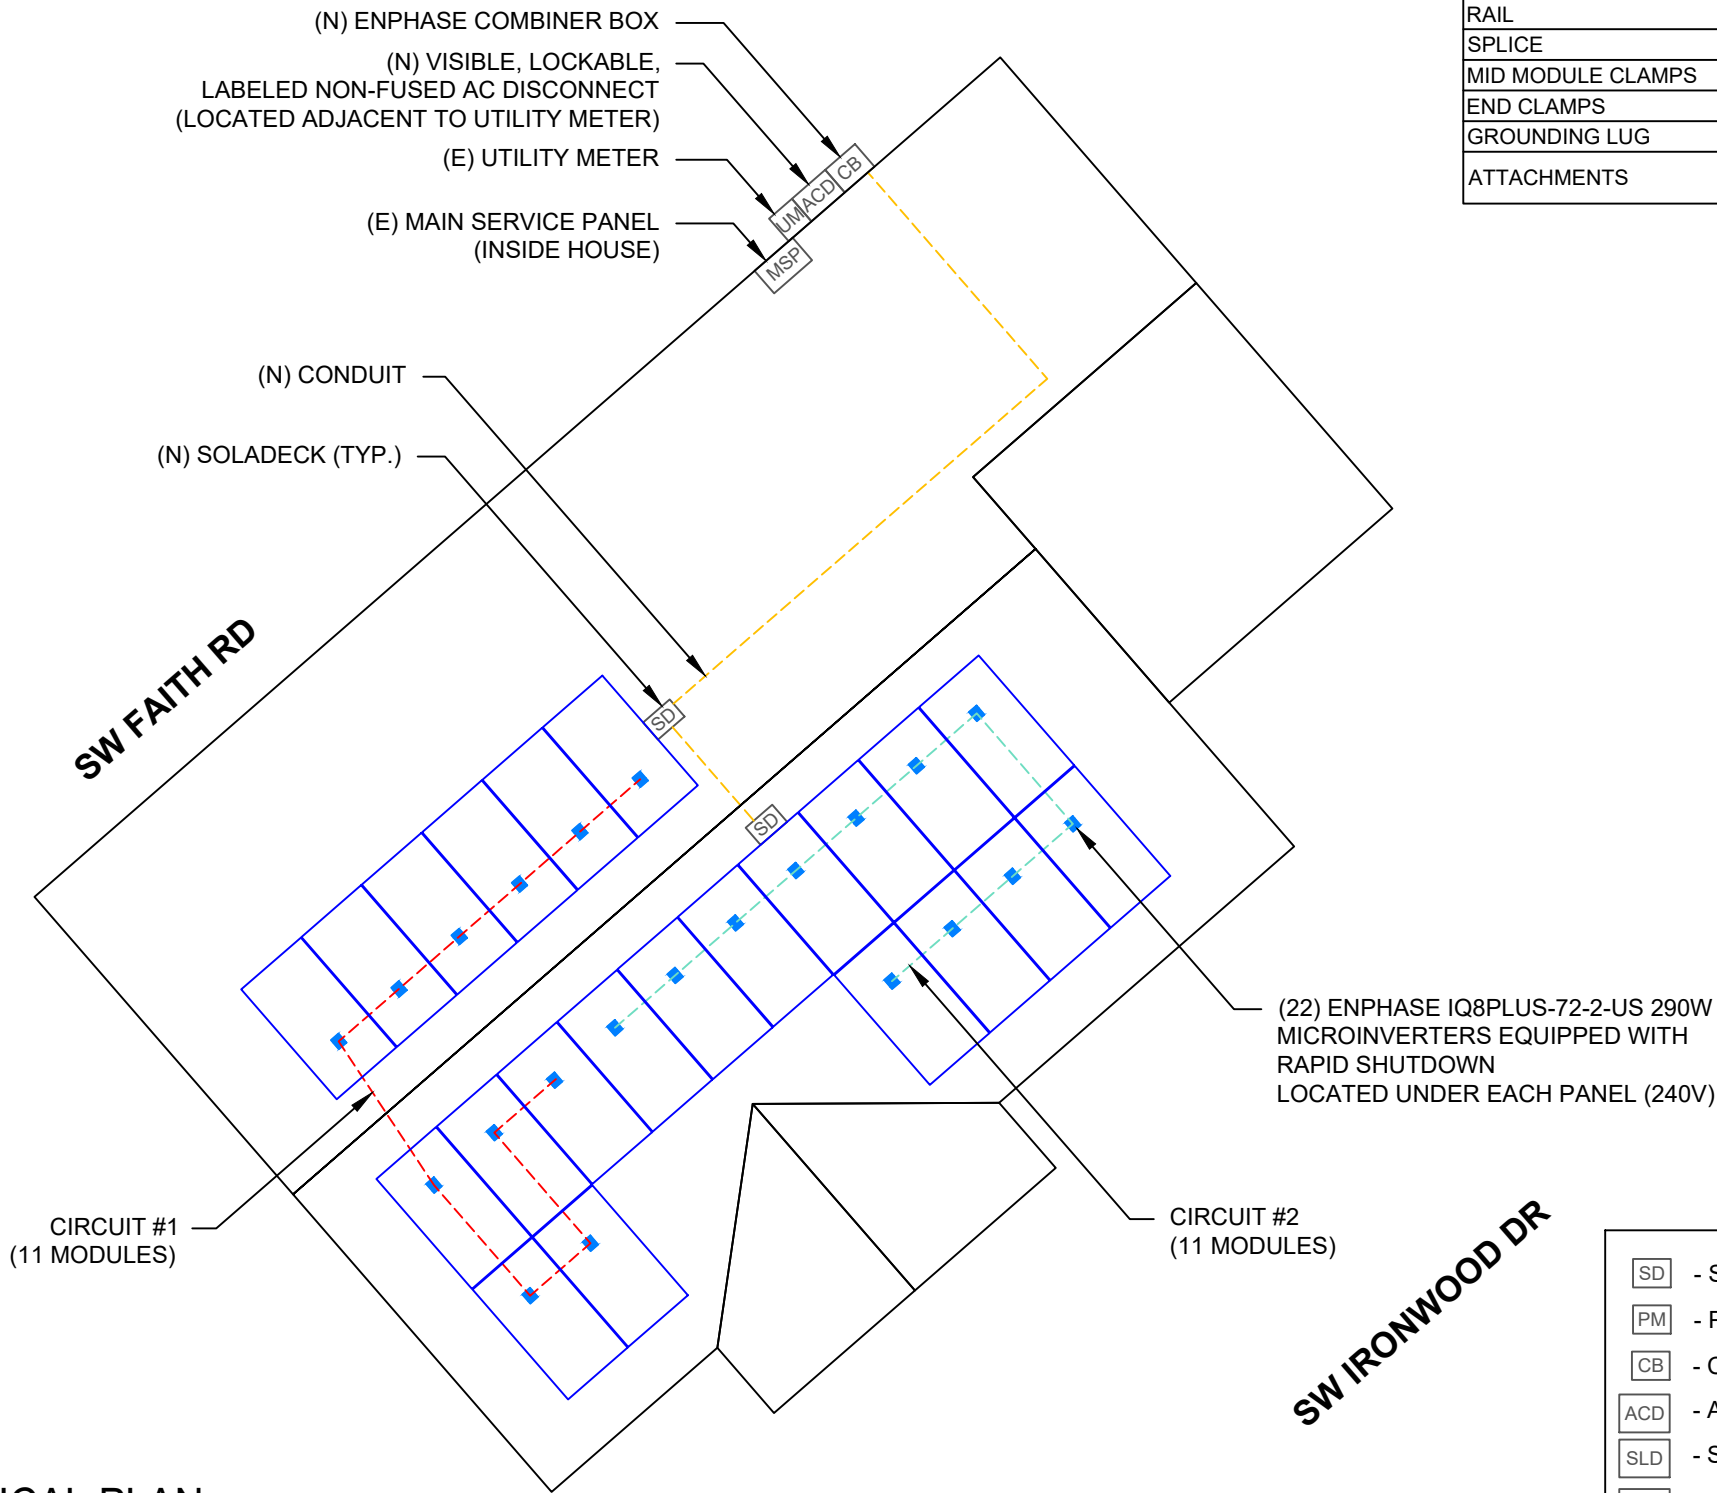 (N) ENPHASE COMBINER BOX
(N) VISIBLE, LOCKABLE,
LABELED NON-FUSED AC DISCONNECT
(LOCATED ADJACENT TO UTILITY METER)
(E) UTILITY METER
(E) MAIN SERVICE PANEL
(INSIDE HOUSE)
CB
ACD
UM
MSP
RAIL
SPLICE
MID MODULE CLAMPS
END CLAMPS
GROUNDING LUG
ATTACHMENTS
(N) CONDUIT
(N) SOLADECK (TYP.)
SW FAITH RD
SD
SD
(22) ENPHASE IQ8PLUS-72-2-US 290W
MICROINVERTERS EQUIPPED WITH
RAPID SHUTDOWN
LOCATED UNDER EACH PANEL (240V)
CIRCUIT #1
(11 MODULES)
CIRCUIT #2
(11 MODULES)
SW IRONWOOD DR
SD - S
PM -
CB -
ACD - A
SLD - S
PLAN